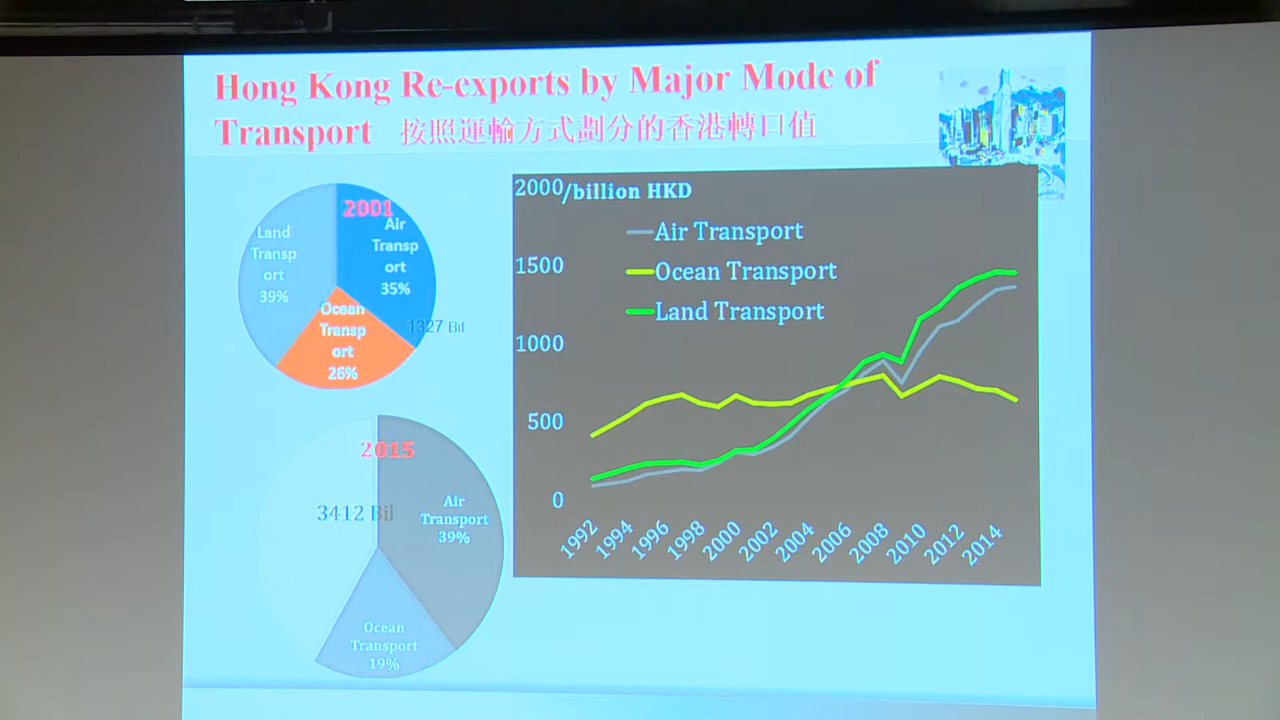 Hong Kong Re-exports by Major Mode of
Transport 按照運輸方式劃分的香港轉口值
2001
Air
Transp
ort
35%
Land
Transp
ort
39%
Ocean
Transp
ort
26%
1327 Bil
2015
3412 Bil
Air
Transport
39%
Ocean
Transport
19%
2000/billion HKD
Air Transport
1500
Ocean Transport
Land Transport
1000
500
0
1992 1994 1996 1998 2000 2002 2004 2006 2008 2010 2012 2014